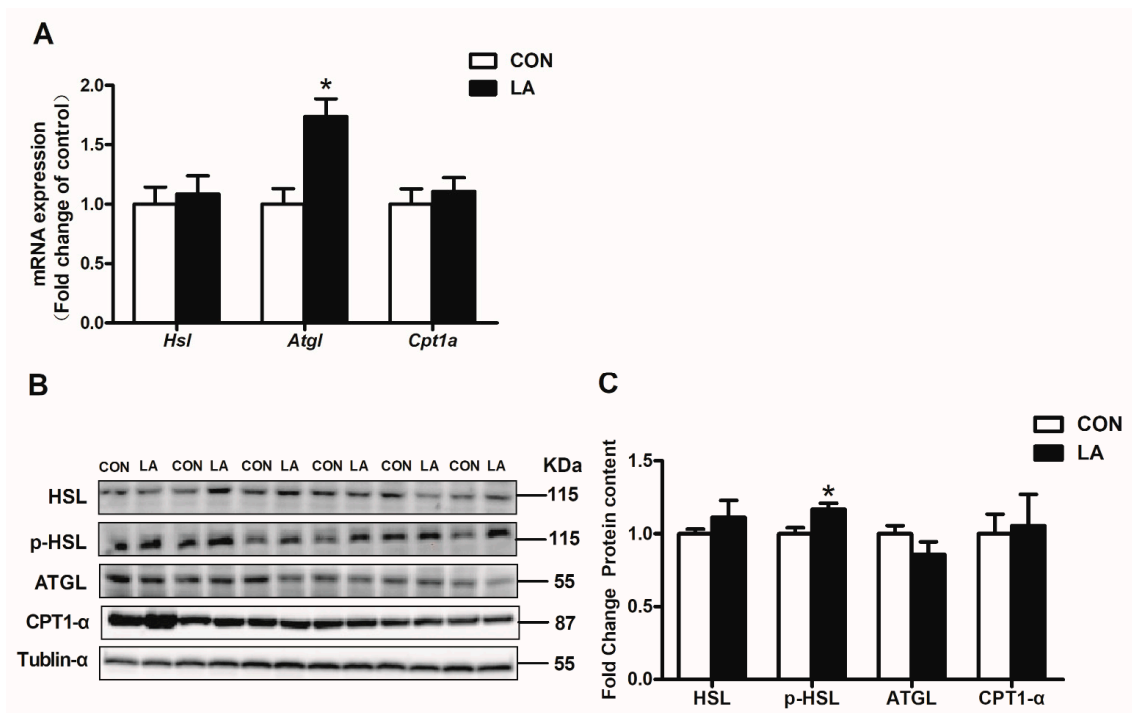 A
CON
LA
2.0
1.5
1.0
0.5
0.0
mRNA expression
(Fold change of control)
*
Hsl Atgl Cpt1a
B
CON LA CON LA CON LA CON LA CON LA CON LA KDa
HSL 115
p-HSL 115
ATGL 55
CPT1-α 87
Tublin-α 55
C
CON
LA
1.5
1.0
0.5
0.0
Fold Change Protein content
*
HSL p-HSL ATGL CPT1-α